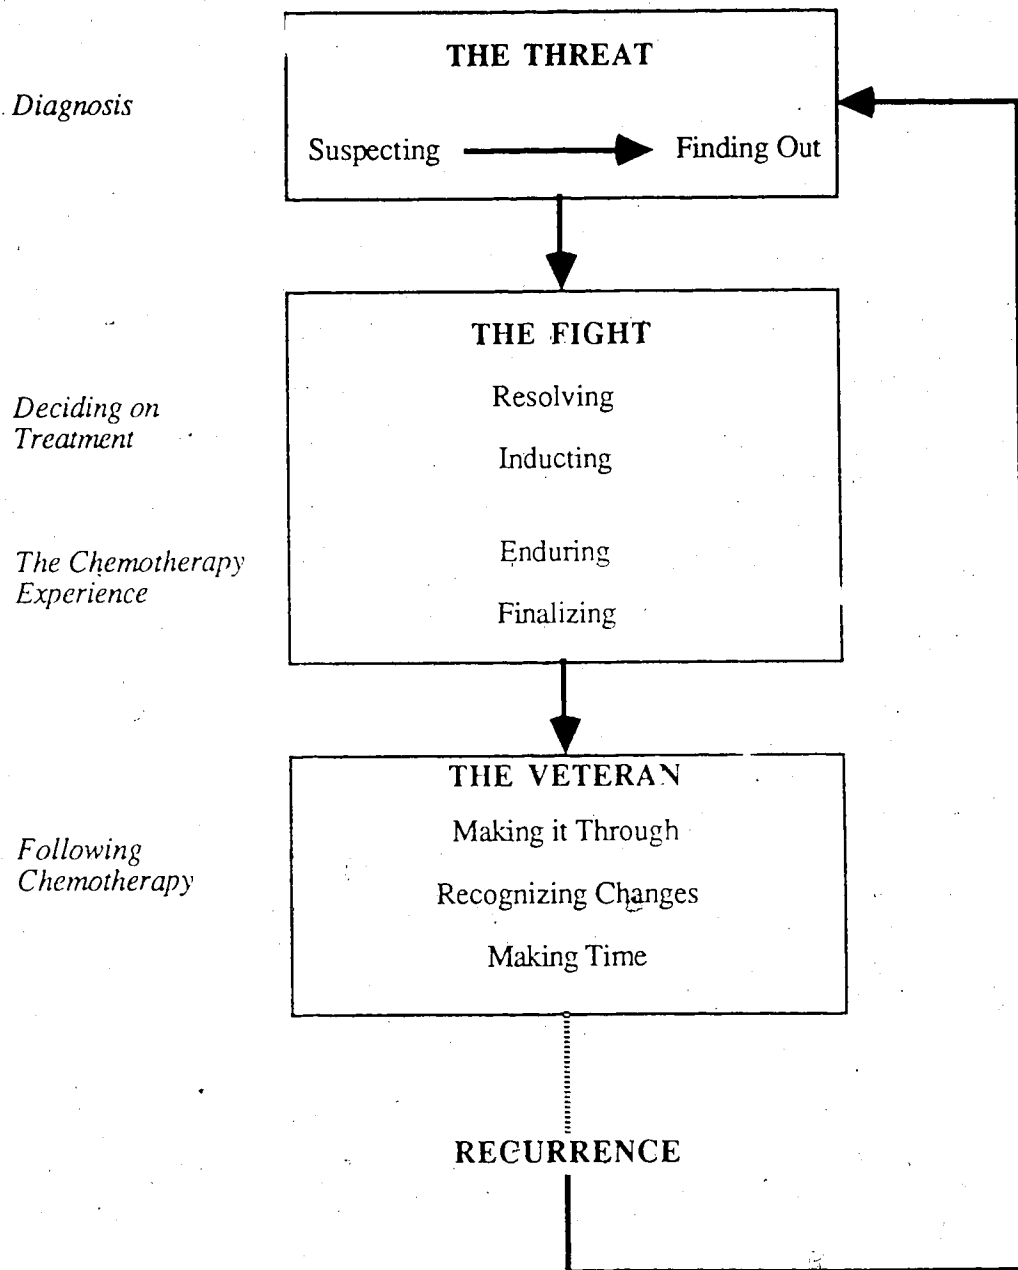 THE THREAT
Diagnosis
Suspecting Finding Out
THE FIGHT
Resolving
Deciding on
Treatment
Inducting
The Chemotherapy
Experience
Enduring
Finalizing
THE VETERAN
Making it Through
Following
Chemotherapy
Recognizing Changes
Making Time
RECURRENCE